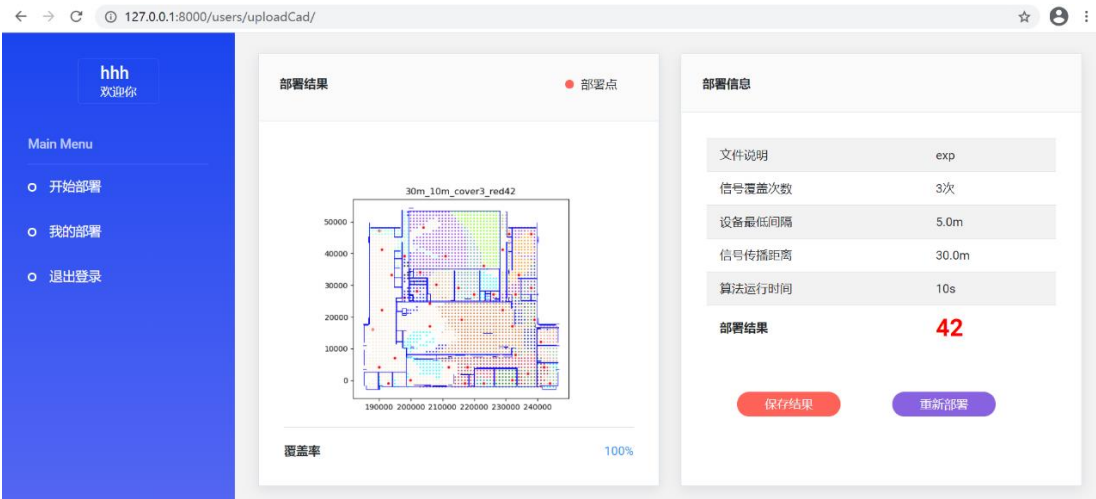 127.0.0.1:8000/users/uploadCad/
hhh
欢迎你
Main Menu
开始部署
我的部署
退出登录
部署结果
部署点
30m_10m_cover3_red42
50000
40000
30000
20000
10000
0
190000 200000 210000 220000 230000 240000
覆盖率 100%
部署信息
文件说明 exp
信号覆盖次数 3次
设备最低间隔 5.0m
信号传播距离 30.0m
算法运行时间 10s
部署结果 42
保存结果 重新部署